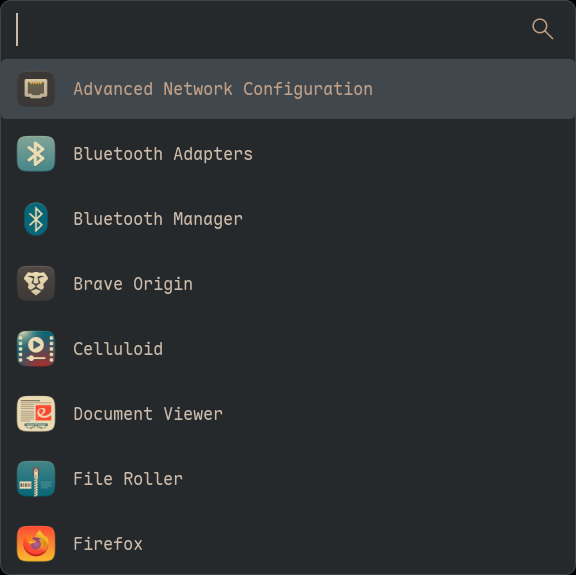 Advanced Network Configuration
Bluetooth Adapters
Bluetooth Manager
Brave Origin
Celluloid
Document Viewer
File Roller
Firefox